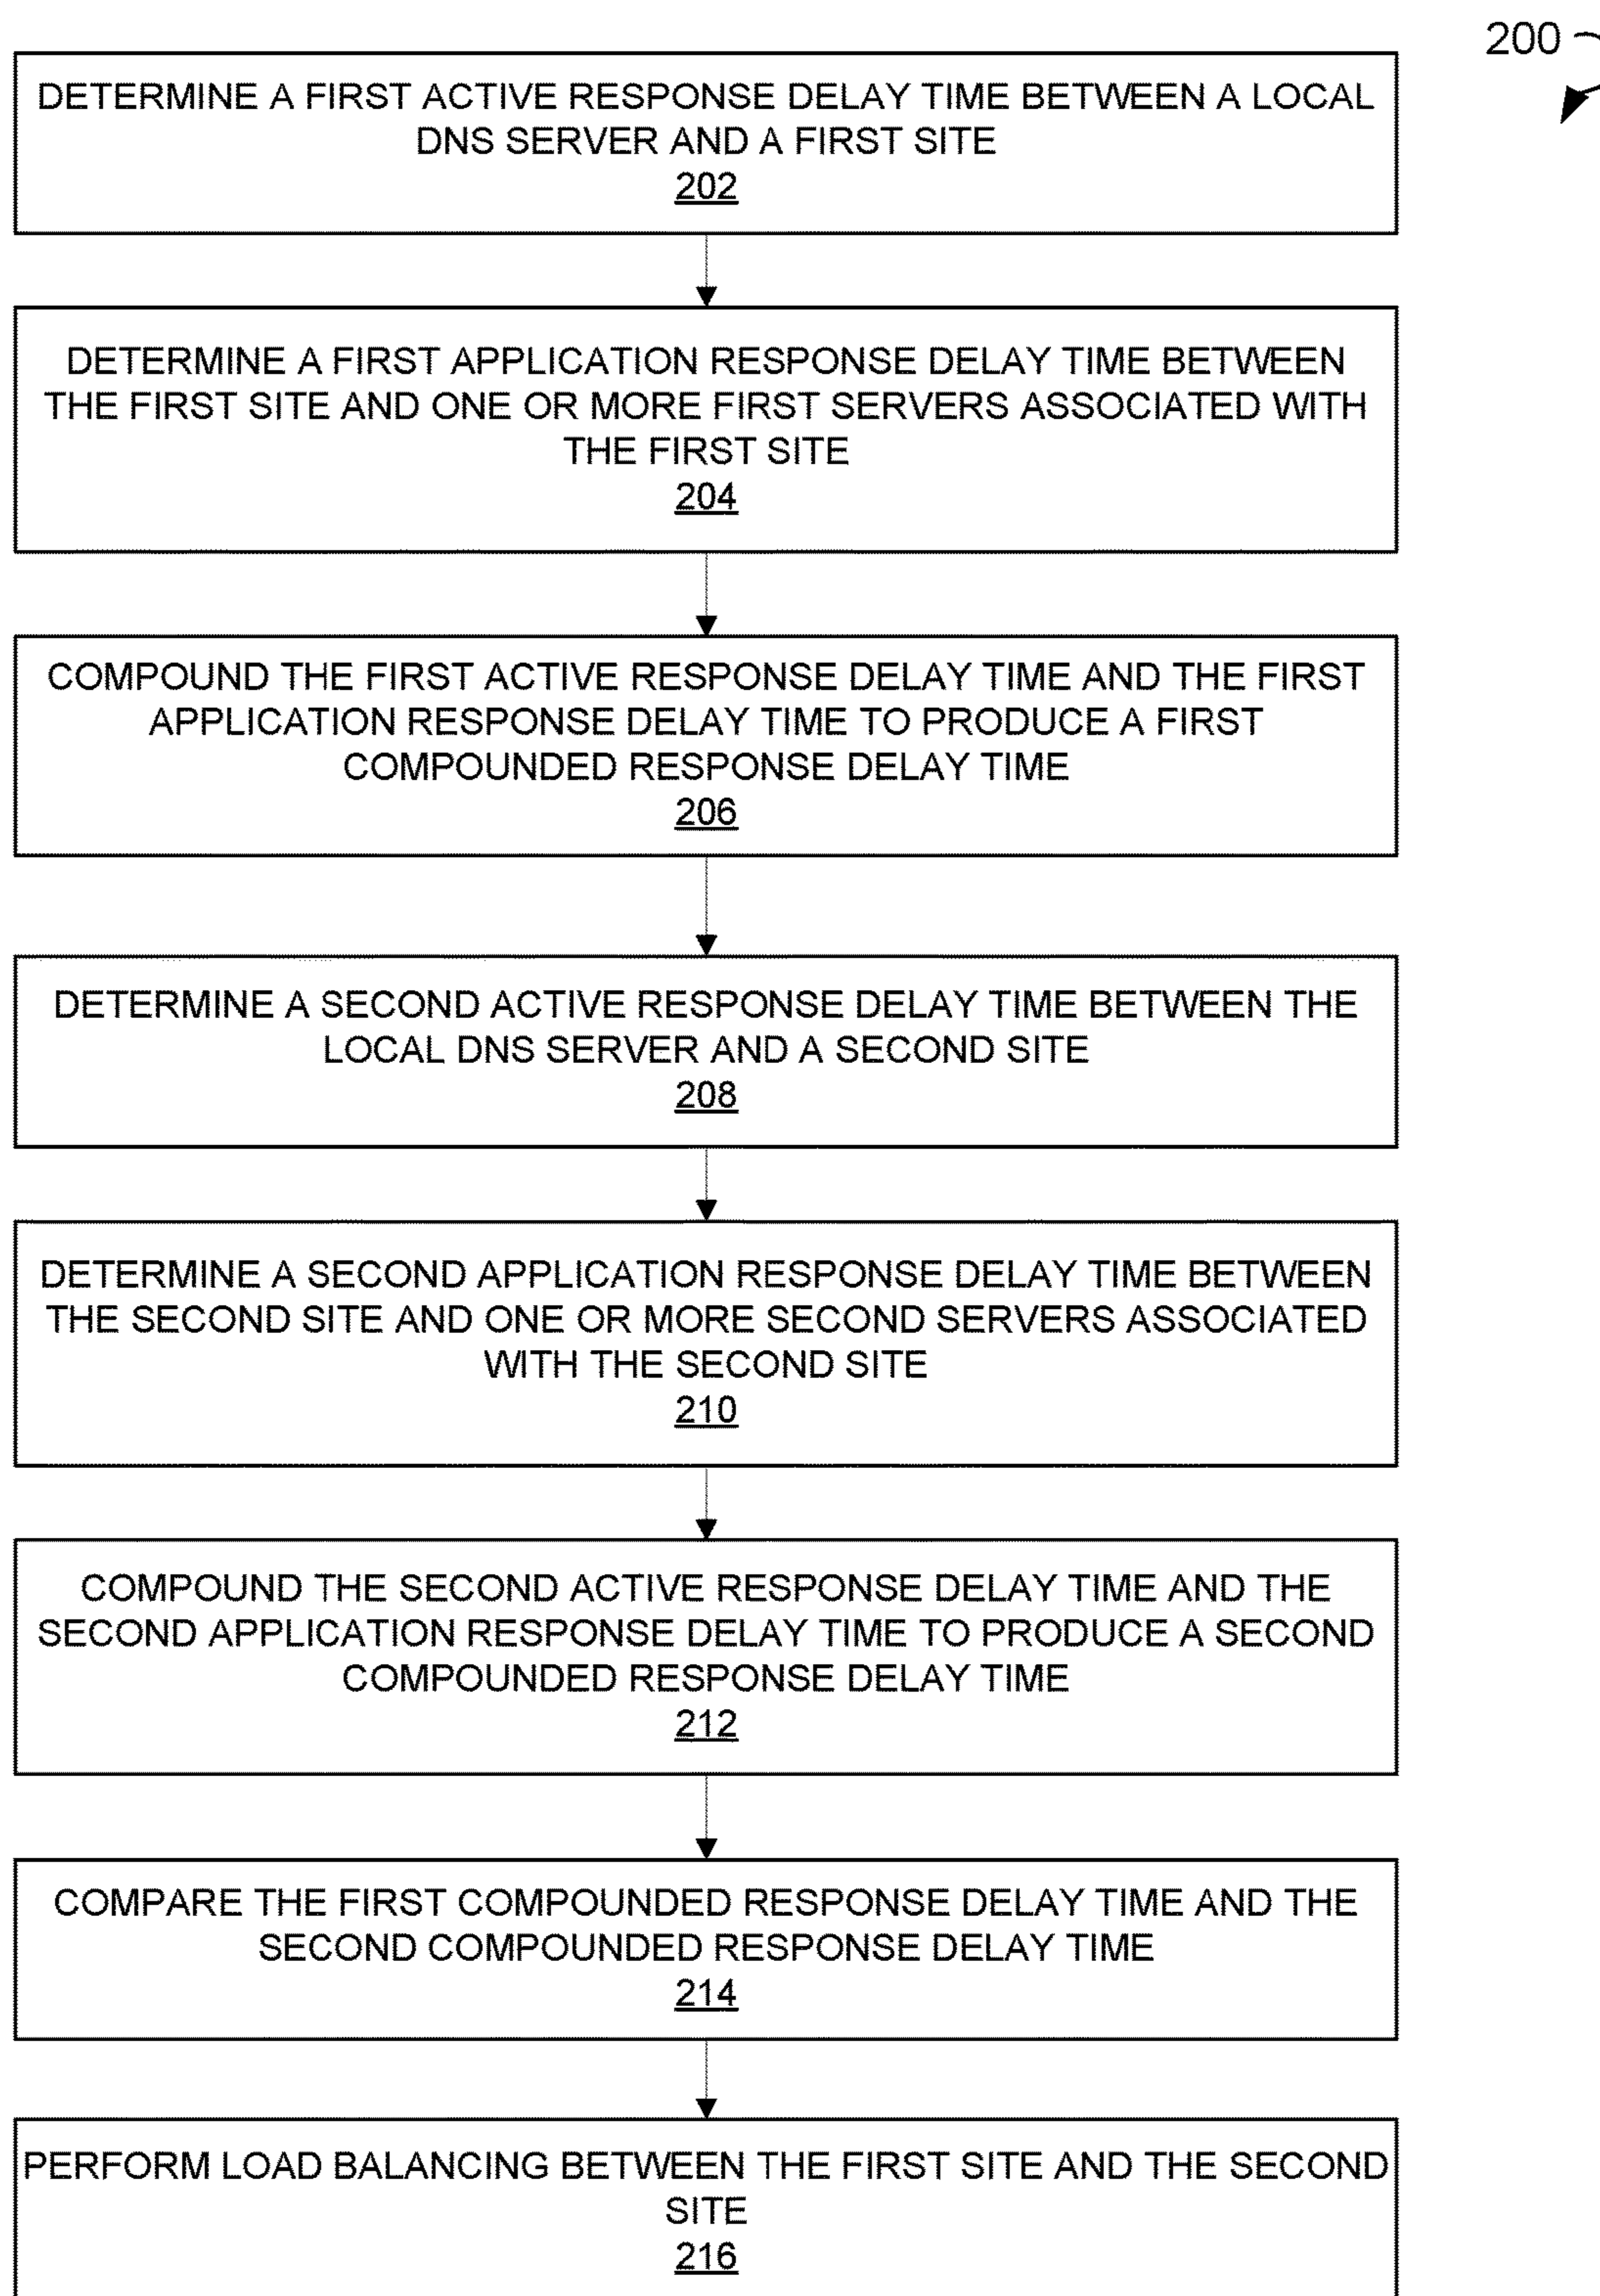 200
DETERMINE A FIRST ACTIVE RESPONSE DELAY TIME BETWEEN A LOCAL
DNS SERVER AND A FIRST SITE
202
DETERMINE A FIRST APPLICATION RESPONSE DELAY TIME BETWEEN
THE FIRST SITE AND ONE OR MORE FIRST SERVERS ASSOCIATED WITH
THE FIRST SITE
204
COMPOUND THE FIRST ACTIVE RESPONSE DELAY TIME AND THE FIRST
APPLICATION RESPONSE DELAY TIME TO PRODUCE A FIRST
COMPOUNDED RESPONSE DELAY TIME
206
DETERMINE A SECOND ACTIVE RESPONSE DELAY TIME BETWEEN THE
LOCAL DNS SERVER AND A SECOND SITE
208
DETERMINE A SECOND APPLICATION RESPONSE DELAY TIME BETWEEN
THE SECOND SITE AND ONE OR MORE SECOND SERVERS ASSOCIATED
WITH THE SECOND SITE
210
COMPOUND THE SECOND ACTIVE RESPONSE DELAY TIME AND THE
SECOND APPLICATION RESPONSE DELAY TIME TO PRODUCE A SECOND
COMPOUNDED RESPONSE DELAY TIME
212
COMPARE THE FIRST COMPOUNDED RESPONSE DELAY TIME AND THE
SECOND COMPOUNDED RESPONSE DELAY TIME
214
PERFORM LOAD BALANCING BETWEEN THE FIRST SITE AND THE SECOND
SITE
216